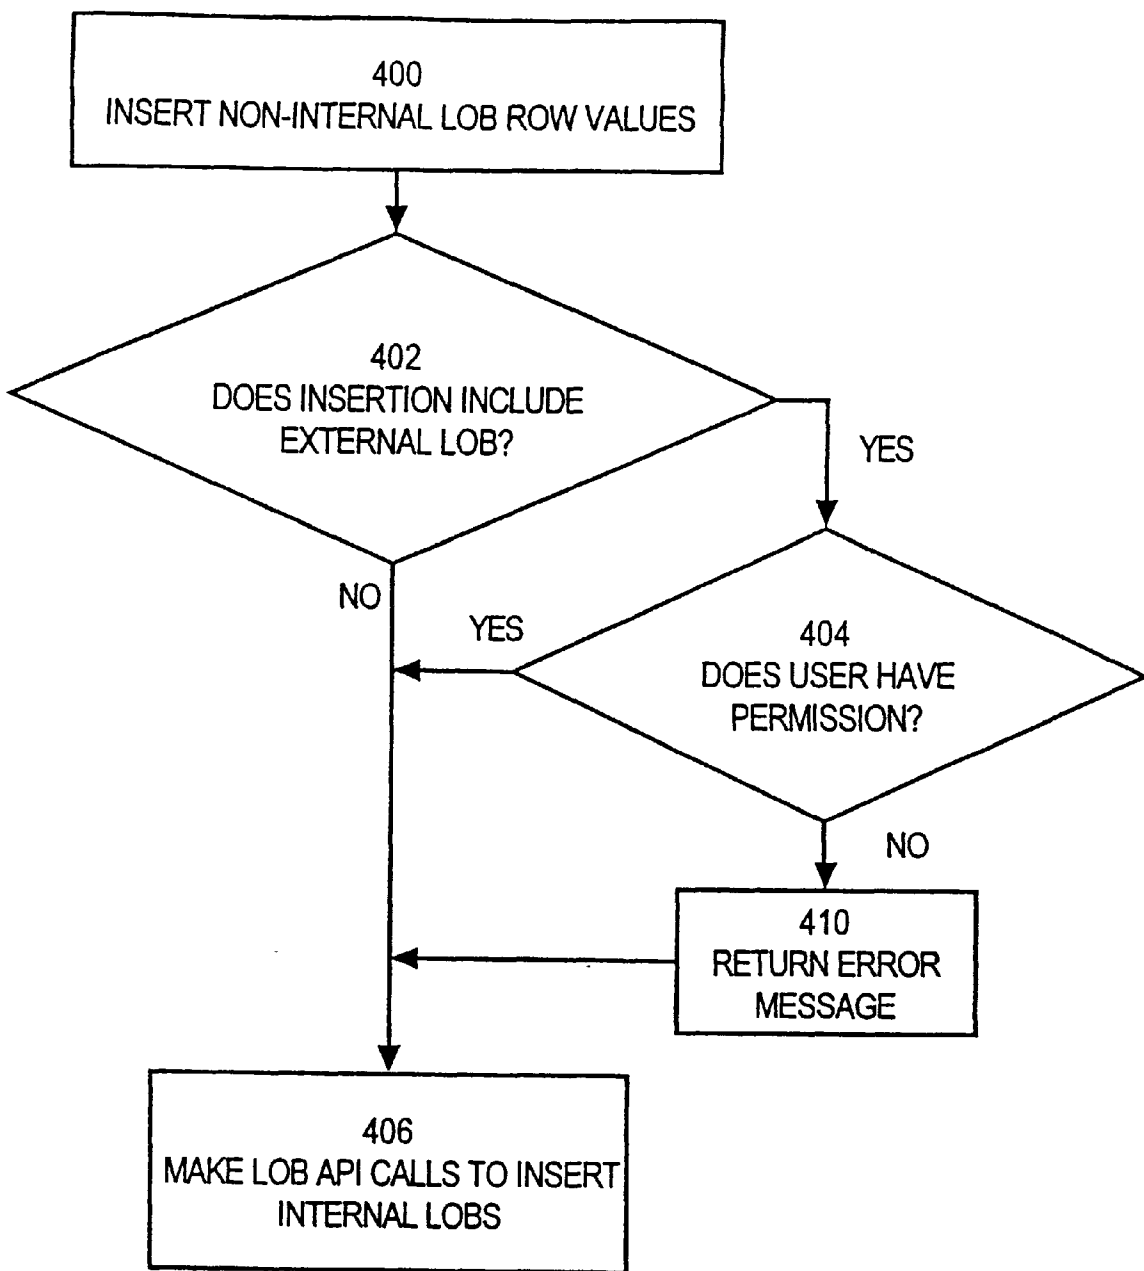 400
INSERT NON-INTERNAL LOB ROW VALUES
402
DOES INSERTION INCLUDE
EXTERNAL LOB?
YES
NO
YES
404
DOES USER HAVE
PERMISSION?
NO
410
RETURN ERROR
MESSAGE
406
MAKE LOB API CALLS TO INSERT
INTERNAL LOBS